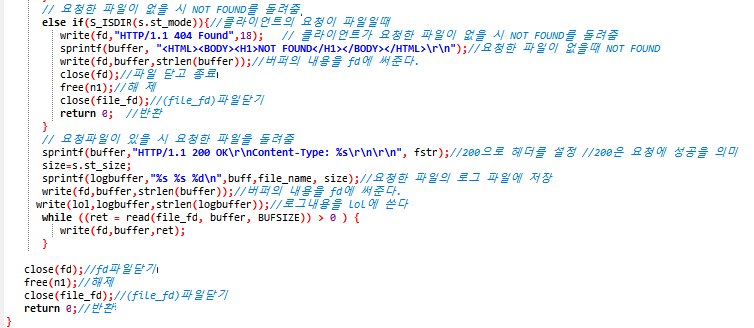 // 요청한 파일이 없을 시 NOT FOUND를 돌려줌
else if(S_ISDIR(s.st_mode)){//클라이언트의 요청이 파일일때
write(fd,"HTTP/1.1 404 Found",18);   // 클라이언트가 요청한 파일이 없을 시 NOT FOUND를 돌려줌
sprintf(buffer, "<HTML><BODY><H1>NOT FOUND</H1></BODY></HTML>\r\n");//요청한 파일이 없을때 NOT FOUND
write(fd,buffer,strlen(buffer));//버퍼의 내용을 fd에 써준다.
close(fd);//파일 닫고 종료
free(n1);//해 제
close(file_fd);//(file_fd)파일닫기
return 0;  //반환
}
// 요청파일이 있을 시 요청한 파일을 돌려줌
sprintf(buffer,"HTTP/1.1 200 OK\r\nContent-Type: %s\r\n\r\n", fstr);//200으로 헤더를 설정 //200은 요청에 성공을 의미
size=s.st_size;
sprintf(logbuffer,"%s %s %d\n",buff,file_name, size);//요청한 파일의 로그 파일에 저장
write(fd,buffer,strlen(buffer));//버퍼의 내용을 fd에 써준다.
write(lol,logbuffer,strlen(logbuffer));//로그내용을 lol에 쓴다
while ((ret = read(file_fd, buffer, BUFSIZE)) > 0 ) {
write(fd,buffer,ret);
}
close(fd);//fd파일닫기
free(n1);//해제
close(file_fd);//(file_fd)파일닫기
return 0;//반환
}